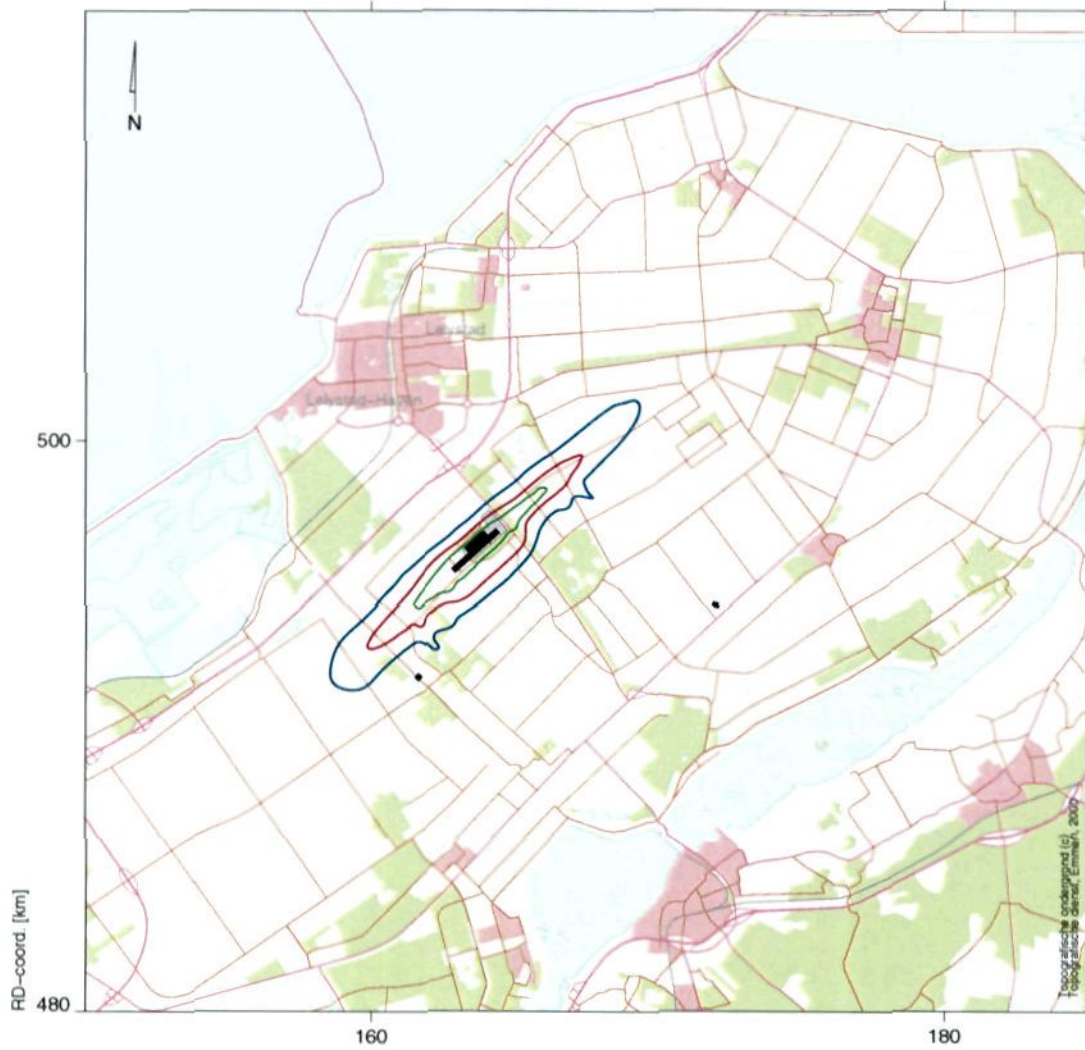 N
Lelystad
Lelystad-Haven
500
RD-coord. [km]
480
160
180
Topografische ondergrond (c)
Topografische dienst, Emmen, 2000